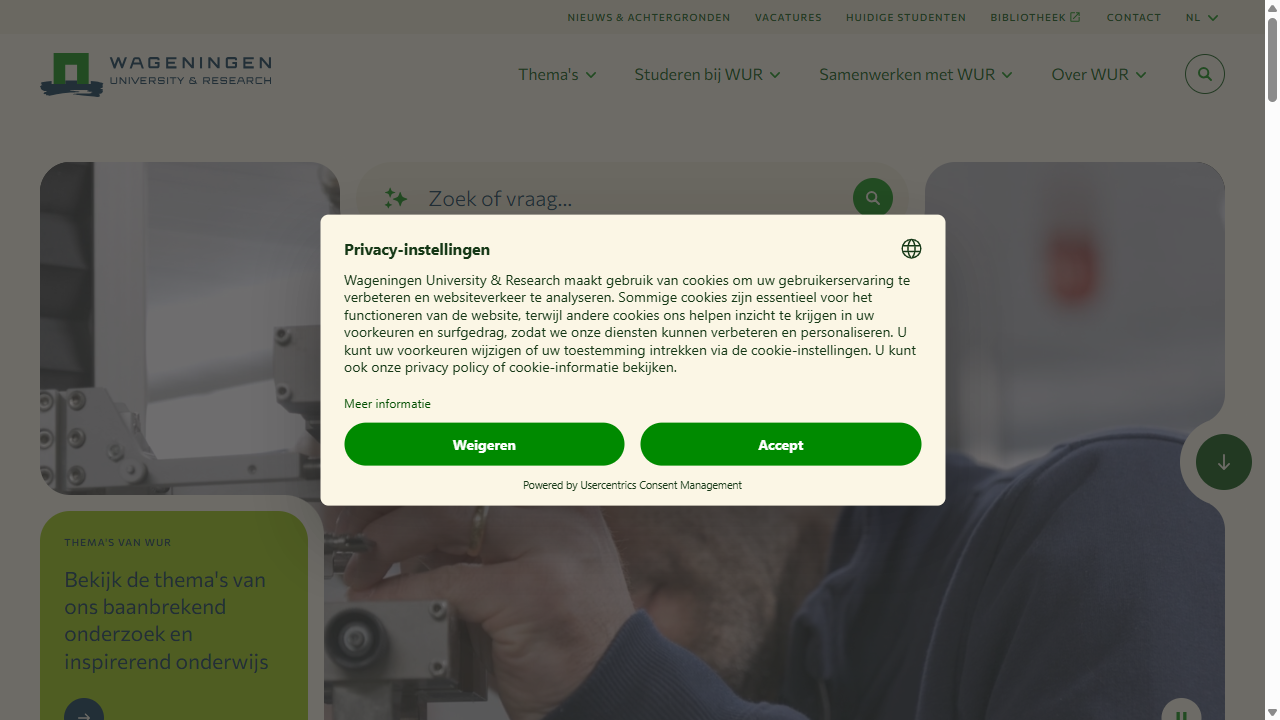 NIEUWS & ACHTERGRONDEN VACATURES HUIDIGE STUDENTEN BIBLIOTHEEK CONTACT NL
WAGENINGEN
UNIVERSITY & RESEARCH
Thema's Studeren bij WUR Samenwerken met WUR Over WUR
Zoek of vraag...
Privacy-instellingen
Wageningen University & Research maakt gebruik van cookies om uw gebruikerservaring te
verbeteren en websiteverkeer te analyseren. Sommige cookies zijn essentieel voor het
functioneren van de website, terwijl andere cookies ons helpen inzicht te krijgen in uw
voorkeuren en surfgedrag, zodat we onze diensten kunnen verbeteren en personaliseren. U
kunt uw voorkeuren wijzigen of uw toestemming intrekken via de cookie-instellingen. U kunt
ook onze privacy policy of cookie-informatie bekijken.
Meer informatie
Weigeren Accept
Powered by Usercentrics Consent Management
THEMA'S VAN WUR
Bekijk de thema's van
ons baanbrekend
onderzoek en
inspirerend onderwijs